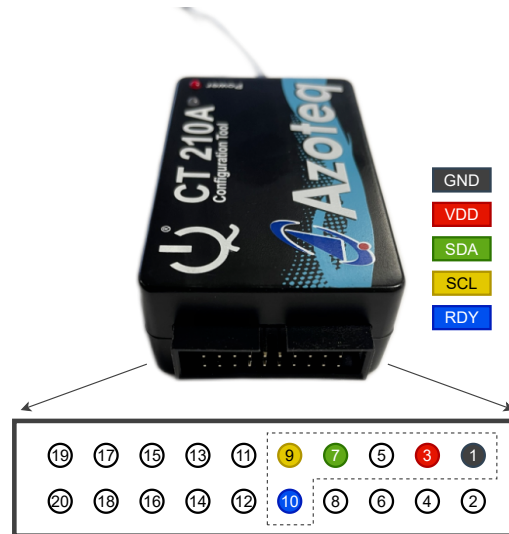 Power
CT 210A
Configuration Tool
IQ®
Azoteq
GND
VDD
SDA
SCL
RDY
19 17 15 13 11 9 7 5 3 1
20 18 16 14 12 10 8 6 4 2